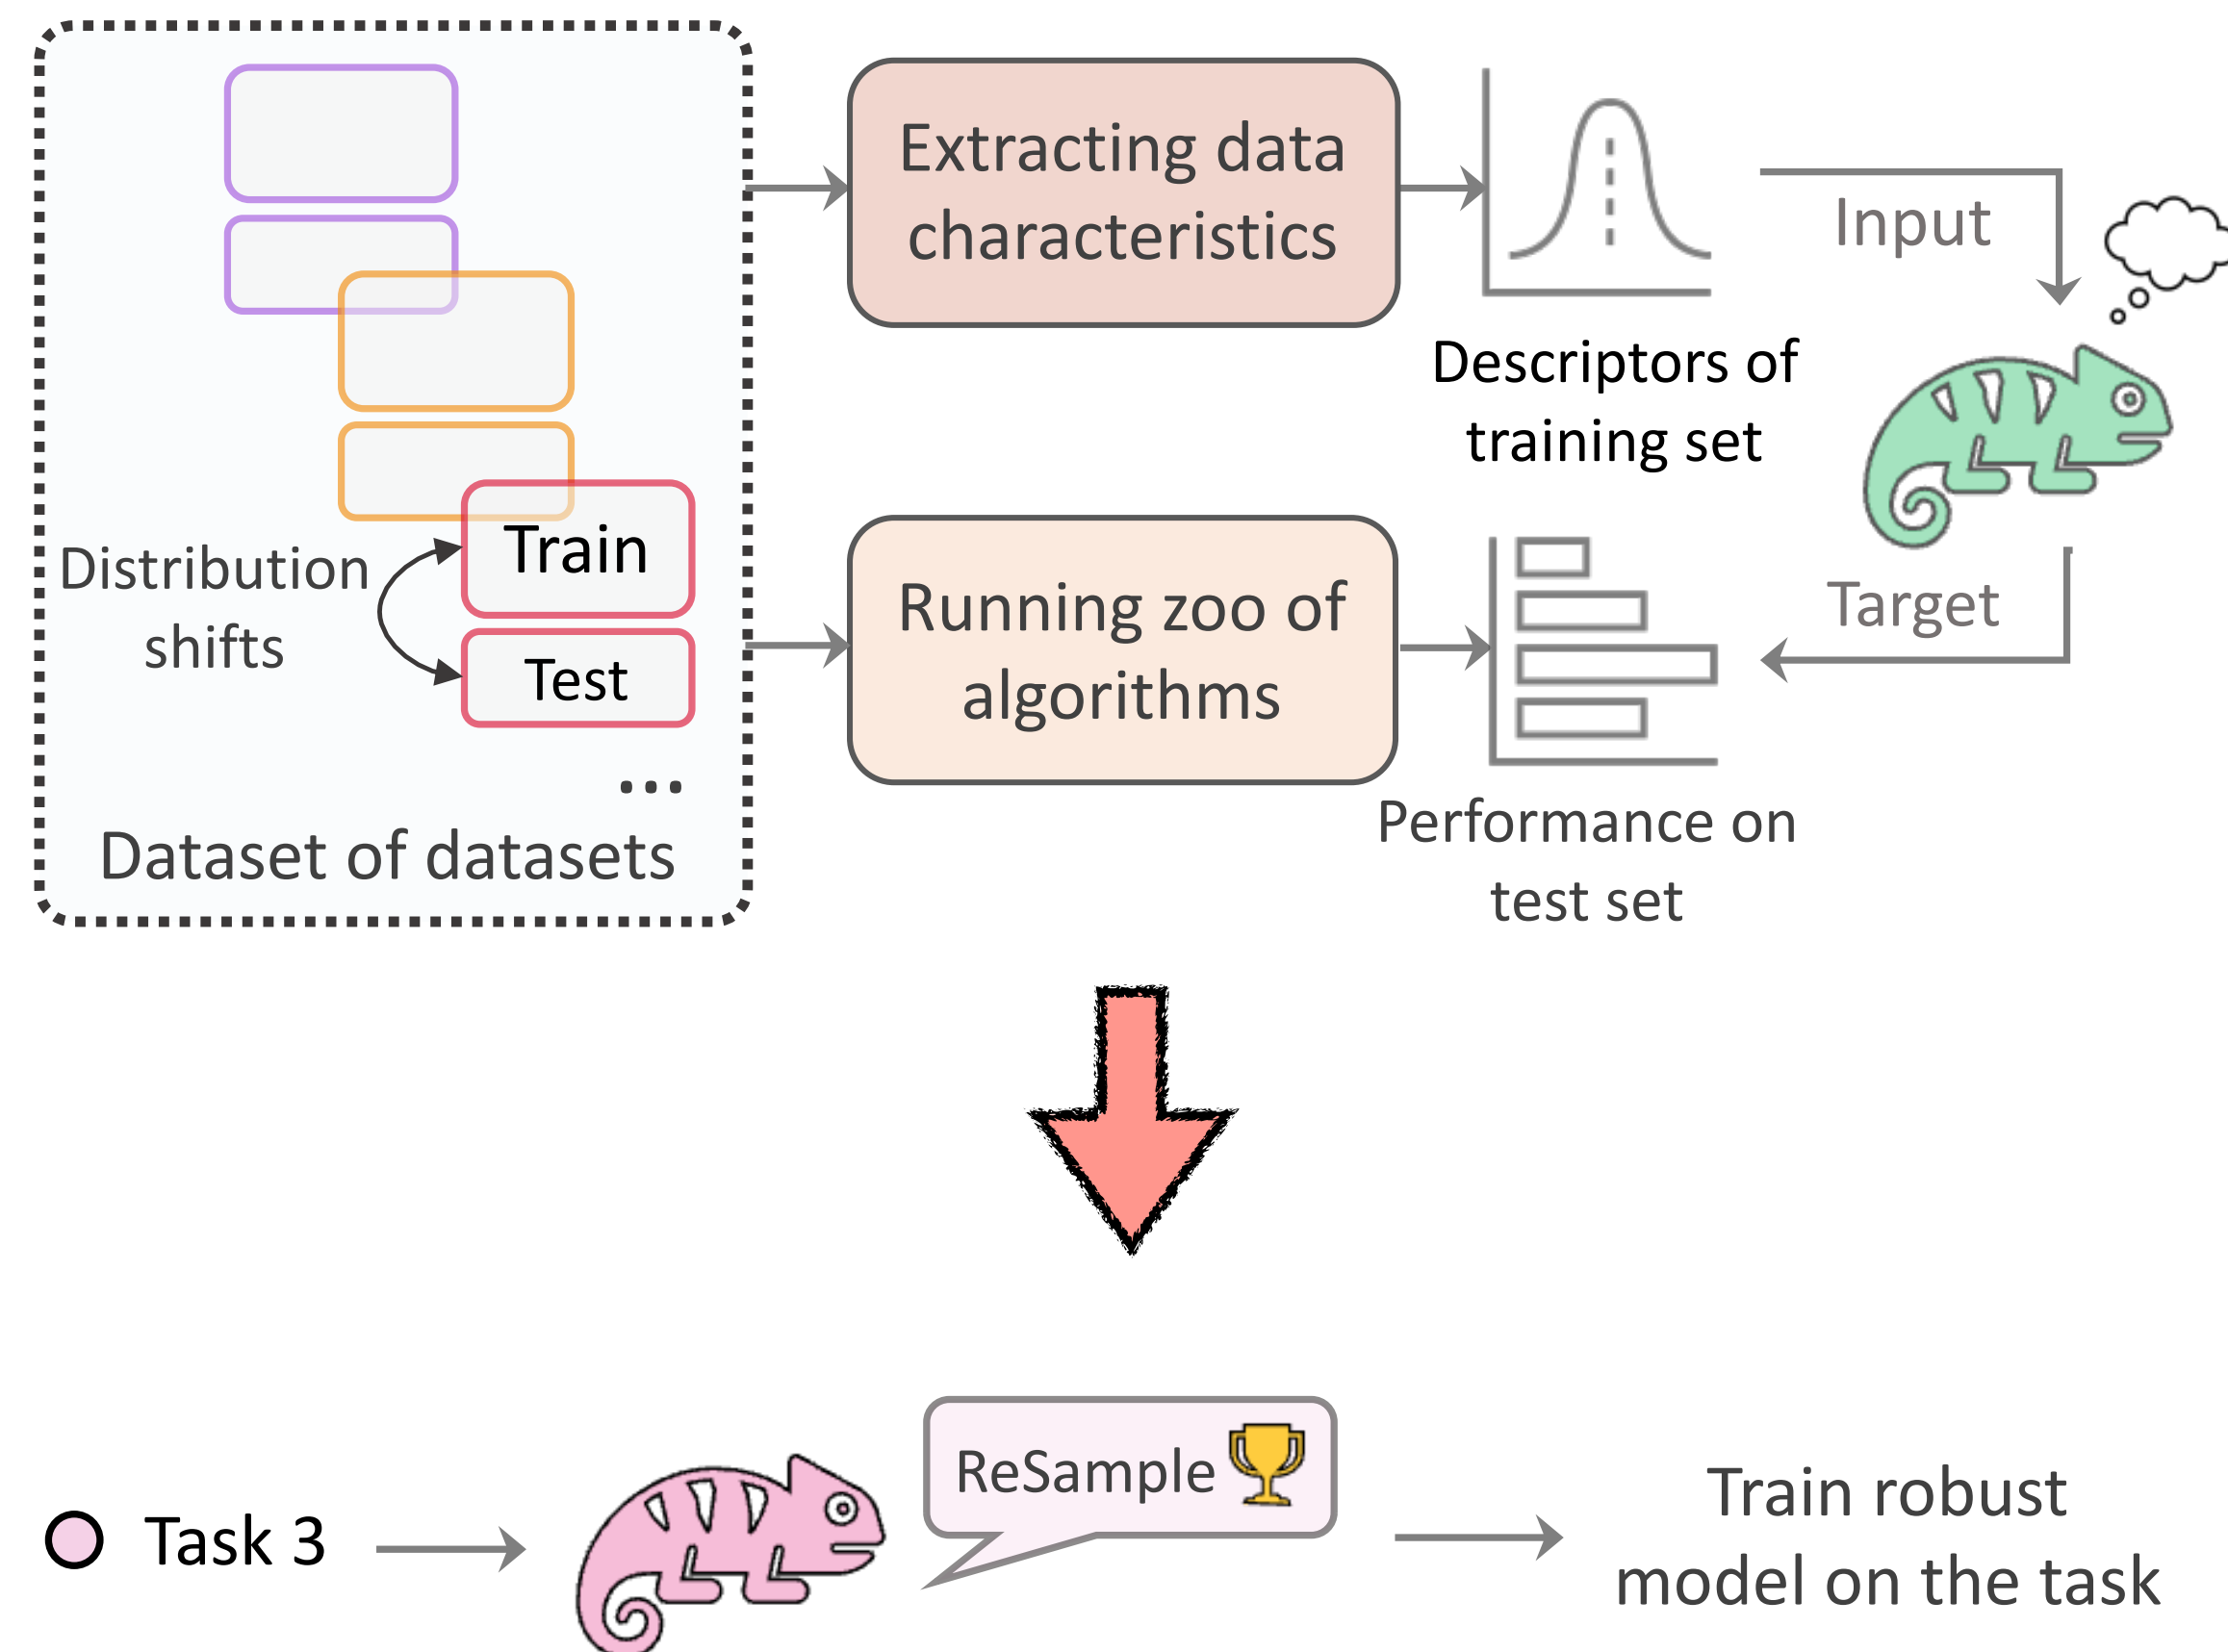 Extracting data
characteristics
Input
Descriptors of
training set
Distribution
shifts
Train
Test
...
Dataset of datasets
Running zoo of
algorithms
Target
Performance on
test set
Task 3
ReSample
Train robust
model on the task